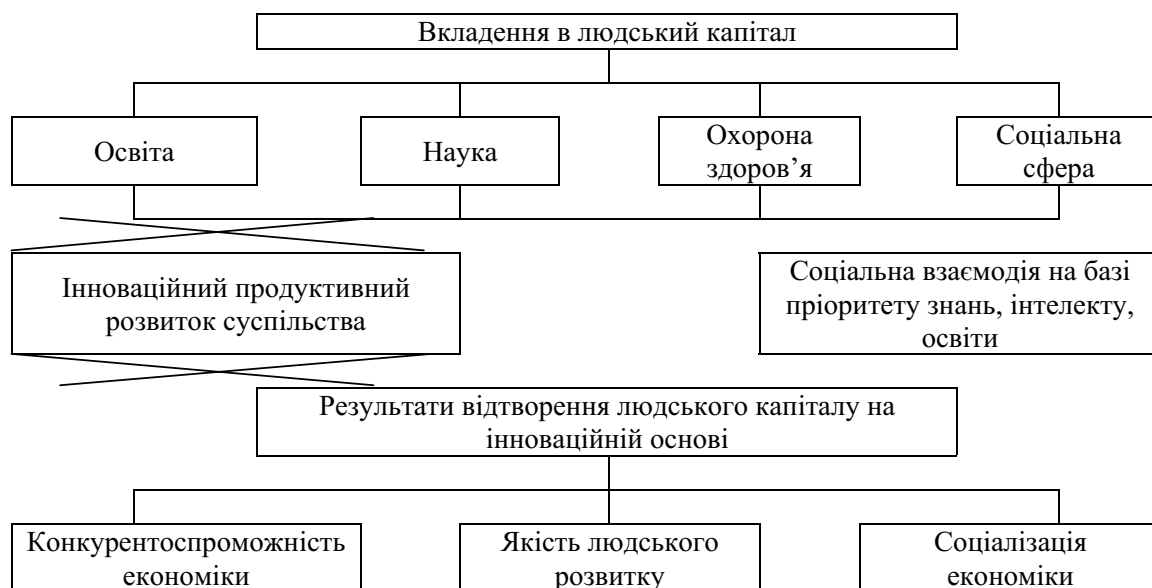 Вкладення в людський капітал
Освіта
Наука
Охорона
здоров’я
Соціальна
сфера
Інноваційний продуктивний
розвиток суспільства
Соціальна взаємодія на базі
пріоритету знань, інтелекту,
освіти
Результати відтворення людського капіталу на
інноваційній основі
Конкурентоспроможність
економіки
Якість людського
розвитку
Соціалізація
економіки